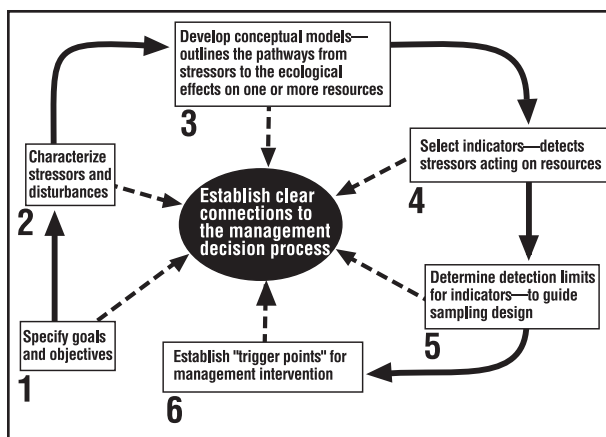 Develop conceptual models—
outlines the pathways from
stressors to the ecological
effects on one or more resources
3
Characterize
stressors and
disturbances
2
Select indicators—detects
stressors acting on resources
4
Establish clear
connections to
the management
decision process
Determine detection limits
for indicators—to guide
sampling design
5
Specify goals
and objectives
1
Establish "trigger points" for
management intervention
6